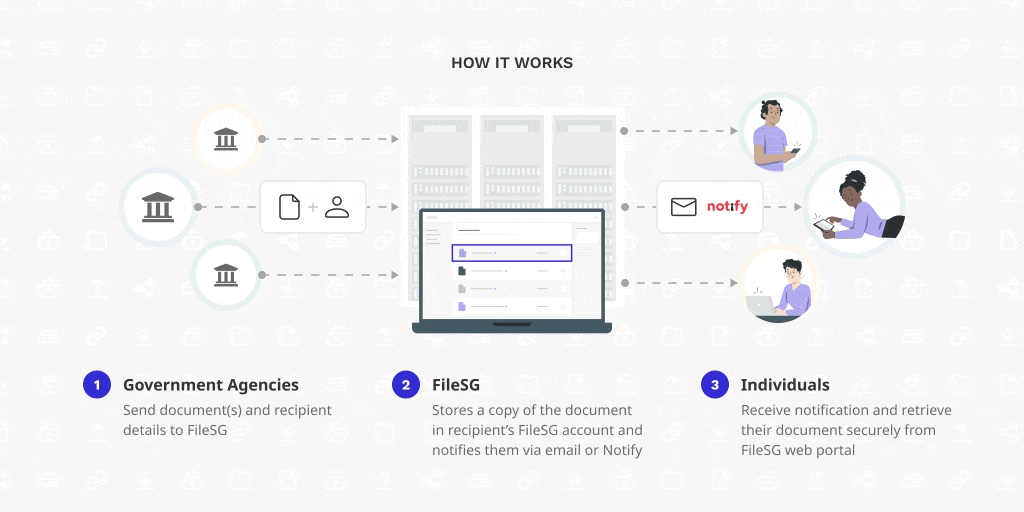 HOW IT WORKS
notify
1 Government Agencies
Send document(s) and recipient
details to FileSG
2 FileSG
Stores a copy of the document
in recipient's FileSG account and
notifies them via email or Notify
3 Individuals
Receive notification and retrieve
their document securely from
FileSG web portal